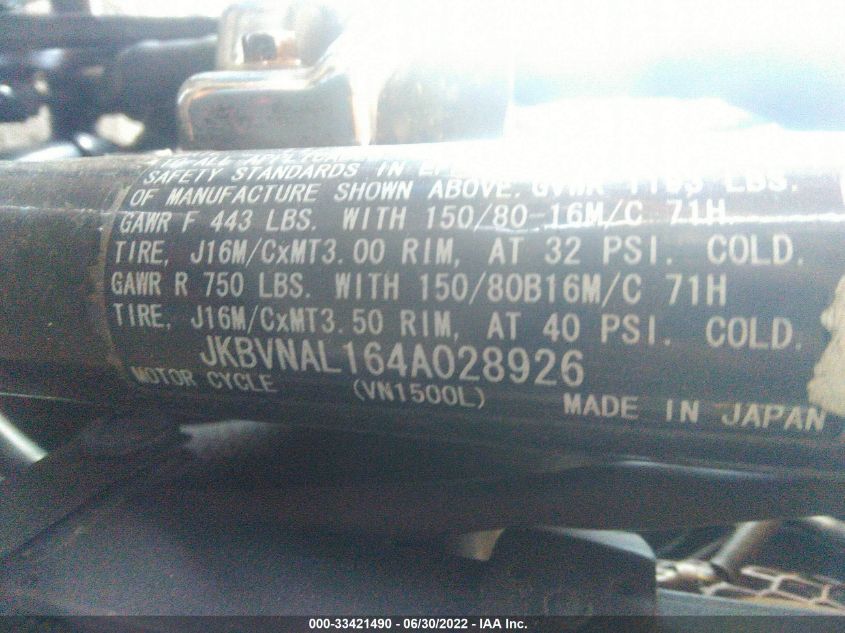 SAFETY STANDARDS IN
OF MANUFACTURE SHOWN ABOVE. GVWR LBS.
GAWR F 443 LBS. WITH 150/80-16M/C 71H
TIRE, J16M/CxMT3.00 RIM, AT 32 PSI. COLD.
GAWR R 750 LBS. WITH 150/80B16M/C 71H
TIRE, J16M/CxMT3.50 RIM, AT 40 PSI. COLD.
JKBVNAL164A028926
MOTOR CYCLE (VN1500L) MADE IN JAPAN
000-33421490 - 06/30/2022 - IAA Inc.